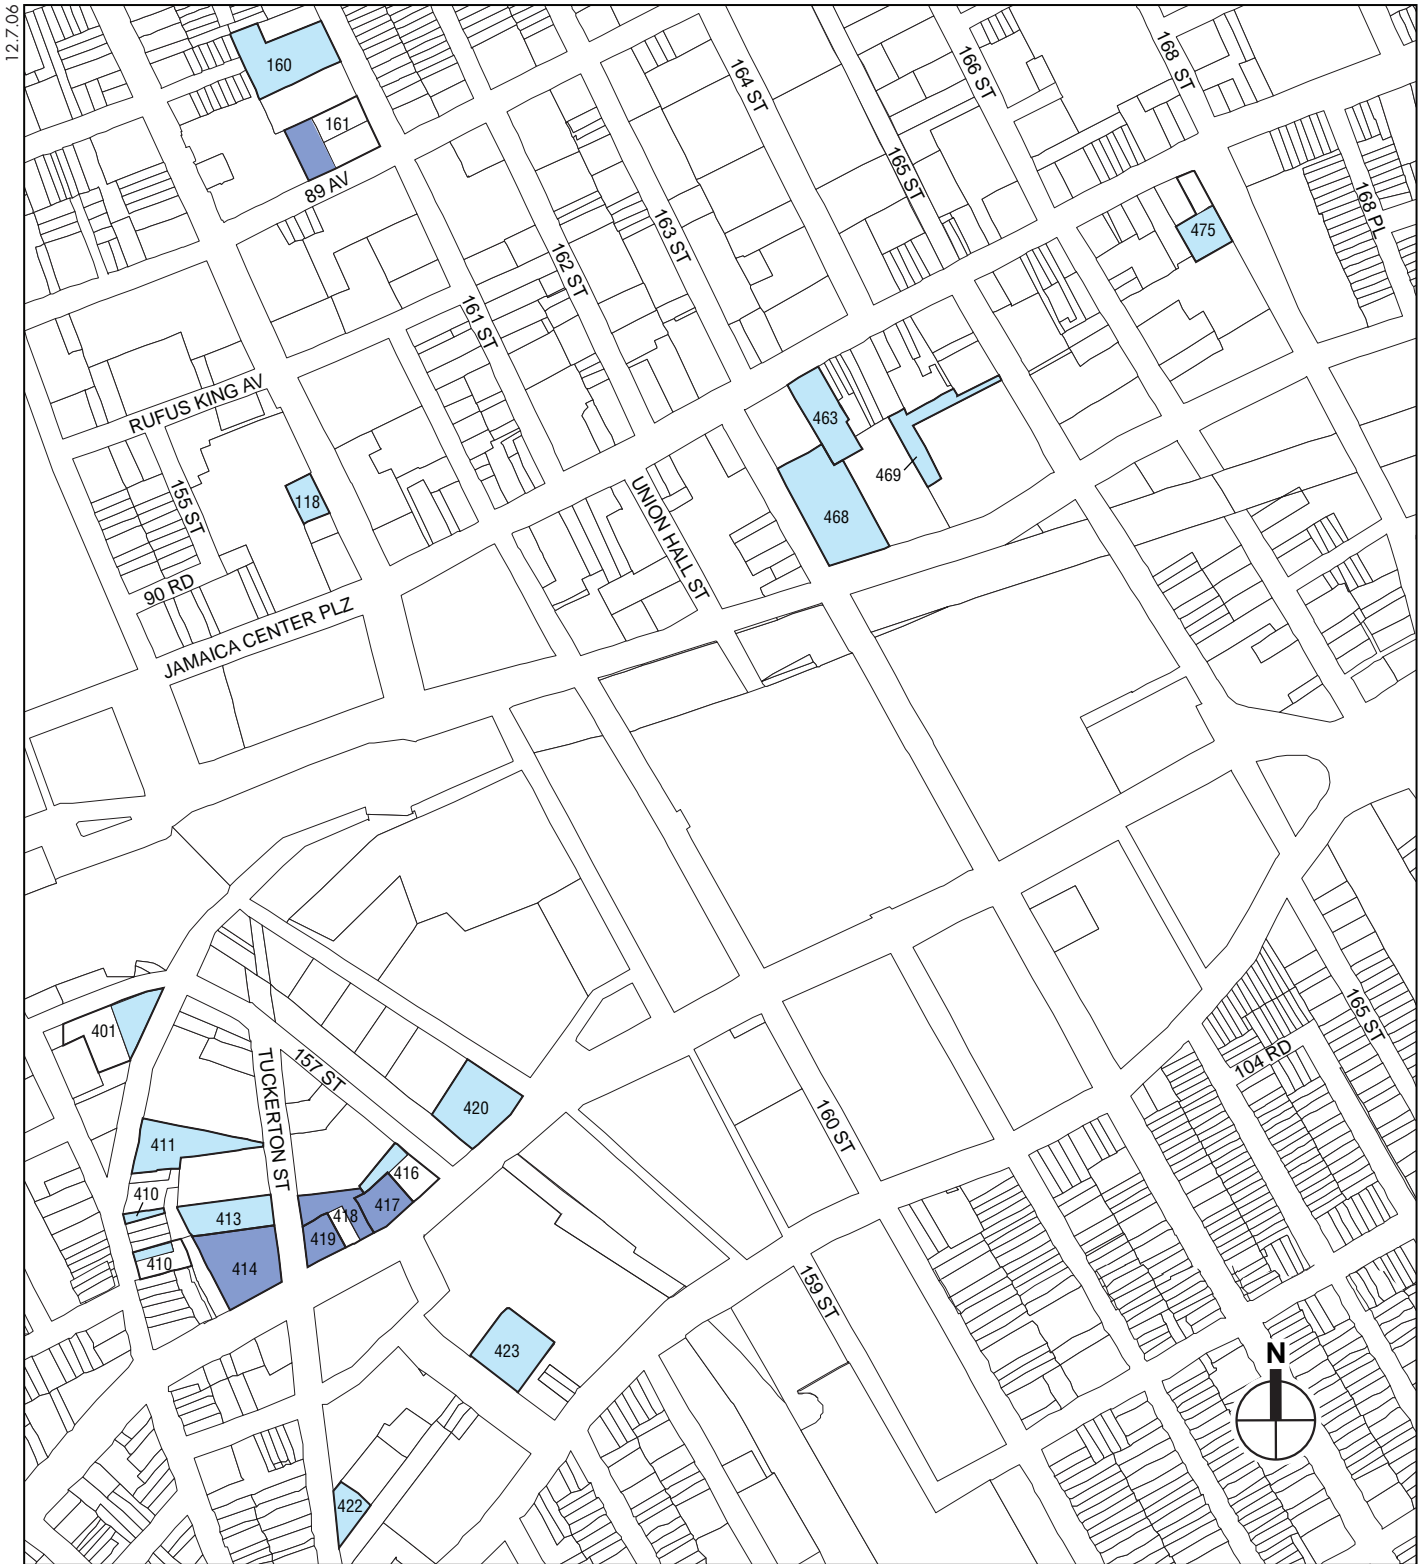 12.7.06
160
161
89 AV
164 ST
166 ST
168 ST
165 ST
168 PL
475
163 ST
162 ST
161 ST
RUFUS KING AV
463
469
468
155 ST
118
UNION HALL ST
90 RD
JAMAICA CENTER PLZ
401
165 ST
104 RD
157 ST
TUCKERTON ST
420
160 ST
411
416
410
417
418
413
419
410
414
159 ST
423
N
422